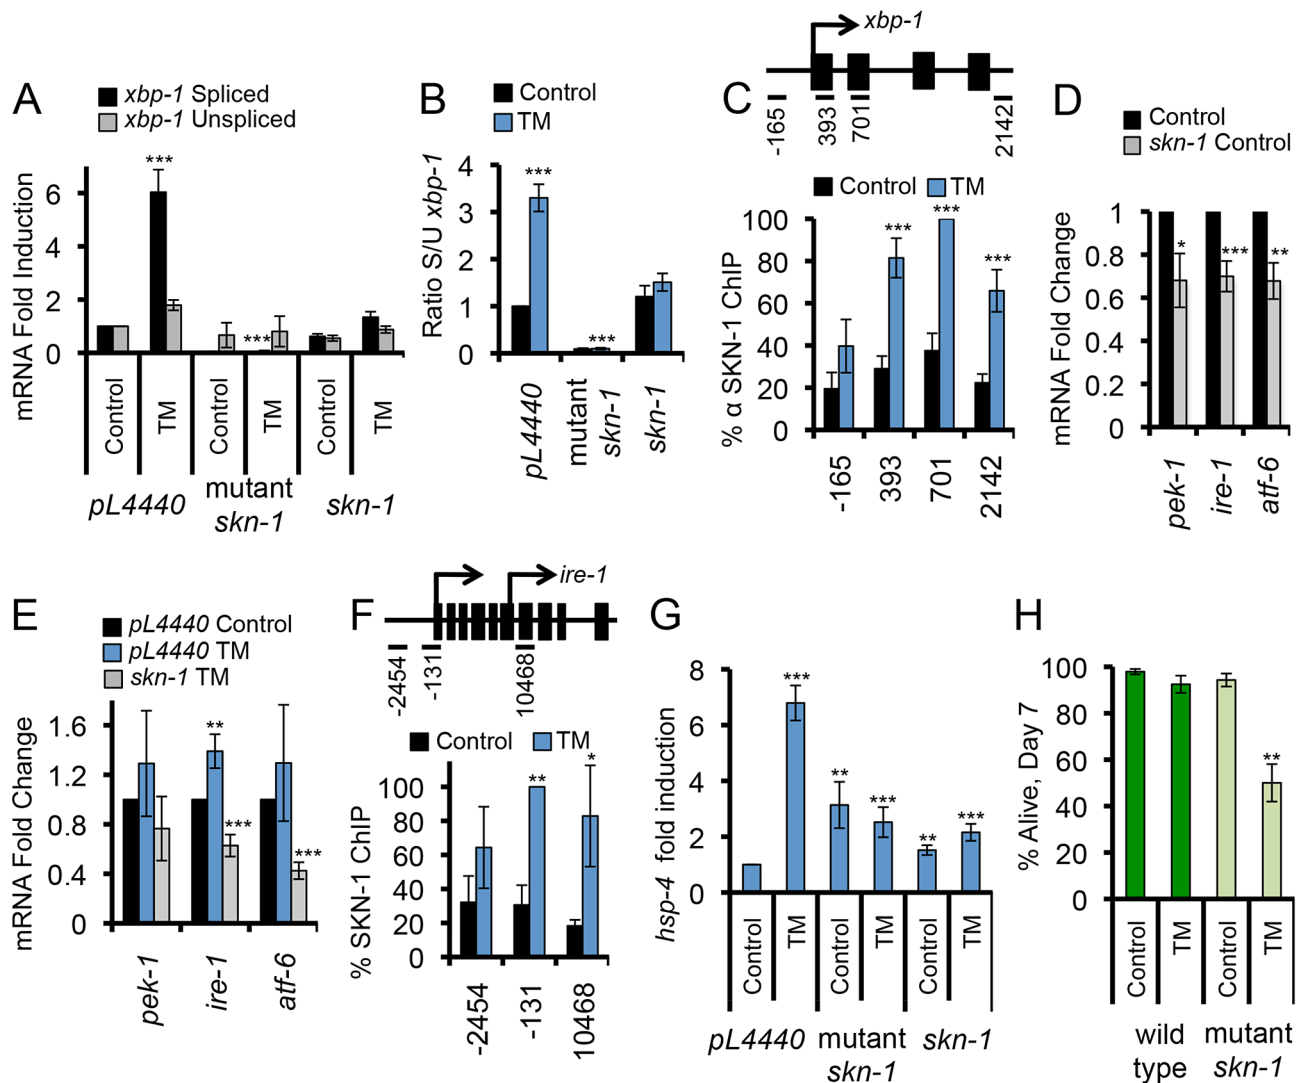 A
xbp-1 Spliced
xbp-1 Unspliced
mRNA Fold Induction
6
4
2
0
***
***
Control
TM
Control
TM
Control
TM
pL4440
mutant
skn-1
skn-1
B
Control
TM
Ratio S/U xbp-1
4
3
2
1
0
***
***
pL4440
mutant
skn-1
skn-1
C
xbp-1
-165
393
701
2142
Control
TM
% α SKN-1 ChIP
100
80
60
40
20
0
***
***
***
-165
393
701
2142
D
Control
skn-1 Control
mRNA Fold Change
1
0.8
0.6
0.4
0.2
0
*
***
**
pek-1
ire-1
atf-6
E
pL4440 Control
pL4440 TM
skn-1 TM
mRNA Fold Change
1.6
1.2
0.8
0.4
0
**
***
***
pek-1
ire-1
atf-6
F
ire-1
-2454
-131
10468
Control
TM
% SKN-1 ChIP
100
80
60
40
20
0
**
*
-2454
-131
10468
G
hsp-4 fold induction
8
6
4
2
0
***
**
***
**
***
Control
TM
Control
TM
Control
TM
pL4440
mutant
skn-1
skn-1
H
% Alive, Day 7
100
80
60
40
20
0
**
Control
TM
Control
TM
wild
type
mutant
skn-1